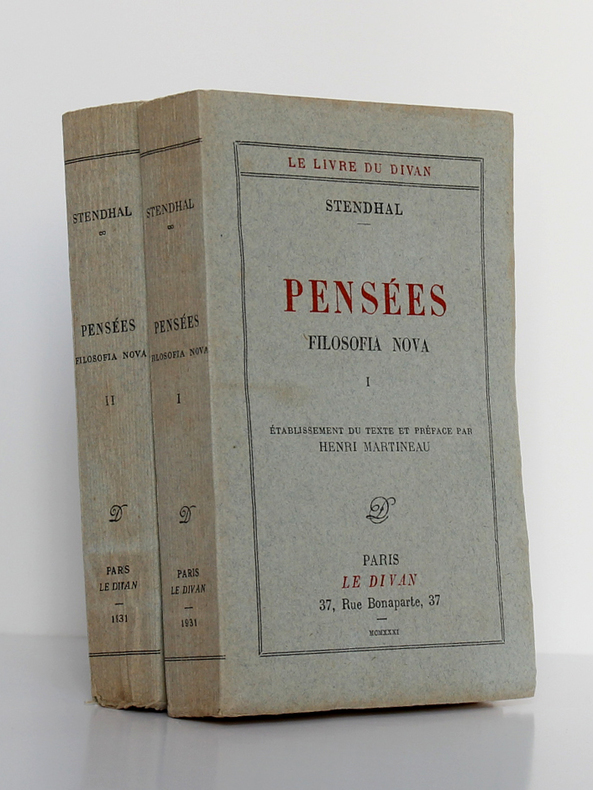 STENDHAL
PENSÉES
FILOSOFIA NOVA
II
D
PARIS
LE DIVAN
1931
STENDHAL
PENSÉES
FILOSOFIA NOVA
I
D
PARIS
LE DIVAN
1931
LE LIVRE DU DIVAN
STENDHAL
PENSÉES
FILOSOFIA NOVA
I
ÉTABLISSEMENT DU TEXTE ET PRÉFACE PAR
HENRI MARTINEAU
D
PARIS
LE DIVAN
37, Rue Bonaparte, 37
MCMXXXI